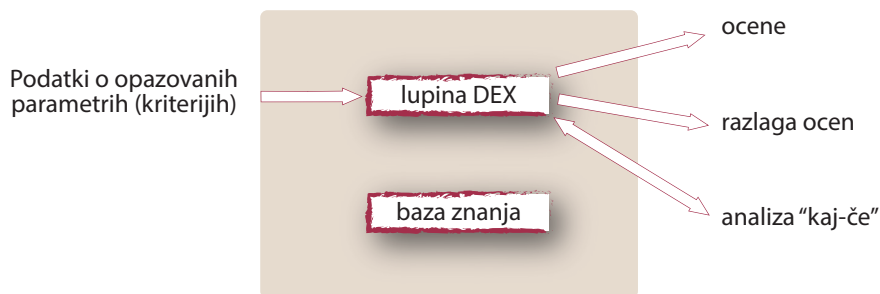 Podatki o opazovanih
parametrih (kriterijih)
lupina DEX
baza znanja
ocene
razlaga ocen
analiza “kaj-če”